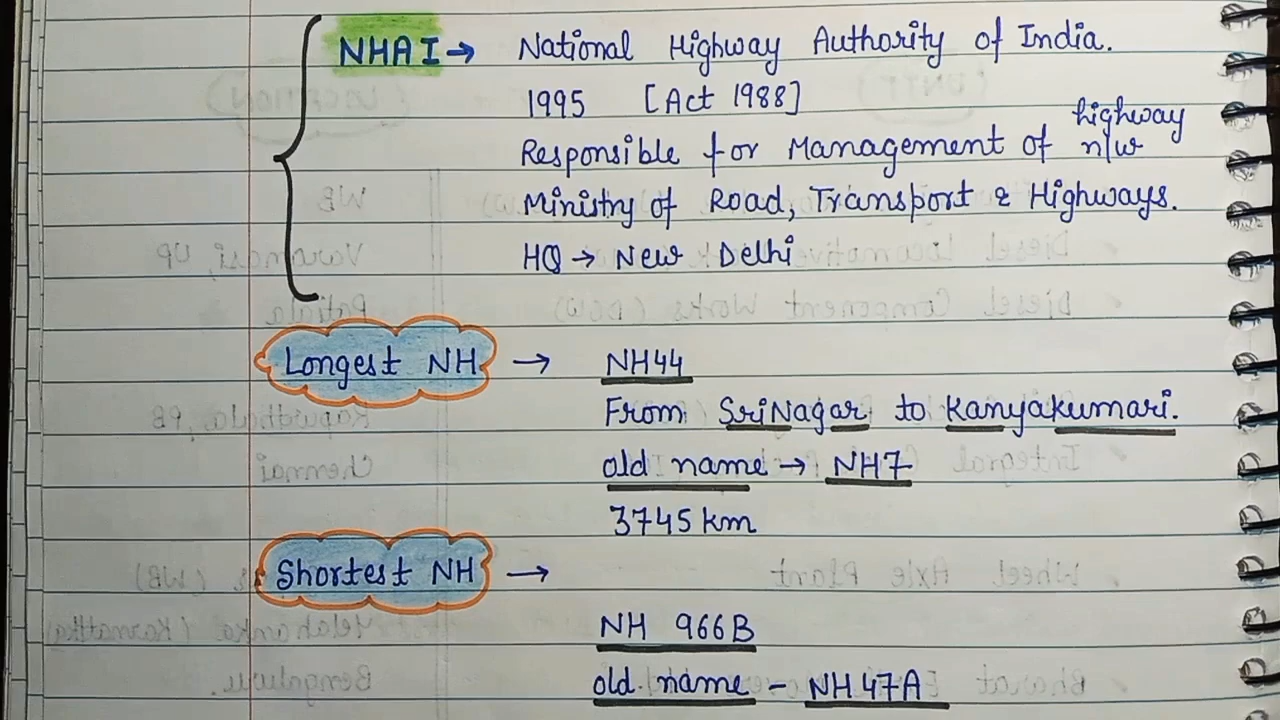 NHAI → National Highway Authority of India.
1995 [Act 1988]
highway
Responsible for Management of n/w
Ministry of Road, Transport & Highways.
HQ → New Delhi
Longest NH → NH44
From SriNagar to Kanyakumari.
old name → NH7
3745 km
Shortest NH →
NH 966B
old name - NH47A